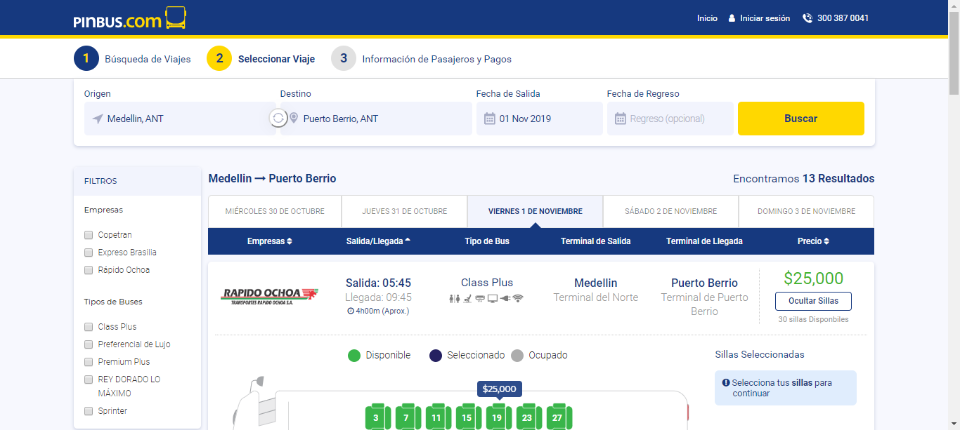 PINBUS.com
Inicio Iniciar sesión 300 387 0041
1 Búsqueda de Viajes 2 Seleccionar Viaje 3 Información de Pasajeros y Pagos
Origen Destino Fecha de Salida Fecha de Regreso
Medellin, ANT Puerto Berrio, ANT 01 Nov 2019 Regreso (opcional) Buscar
FILTROS
Empresas
Copetran
Expreso Brasilia
Rápido Ochoa
Tipos de Buses
Class Plus
Preferencial de Lujo
Premium Plus
REY DORADO LO
MÁXIMO
Sprinter
Medellin → Puerto Berrio Encontramos 13 Resultados
MIÉRCOLES 30 DE OCTUBRE JUEVES 31 DE OCTUBRE VIERNES 1 DE NOVIEMBRE SÁBADO 2 DE NOVIEMBRE DOMINGO 3 DE NOVIEMBRE
Empresas Salida/Llegada Tipo de Bus Terminal de Salida Terminal de Llegada Precio
RAPIDO OCHOA
TRANSPORTES RAPIDO OCHOA S.A.
Salida: 05:45
Llegada: 09:45
4h00m (Aprox.)
Class Plus
Medellin
Terminal del Norte
Puerto Berrio
Terminal de Puerto
Berrio
$25,000
Ocultar Sillas
30 sillas Disponbiles
Disponible Seleccionado Ocupado
Sillas Seleccionadas
Selecciona tus sillas para
continuar
$25,000
3 7 11 15 19 23 27